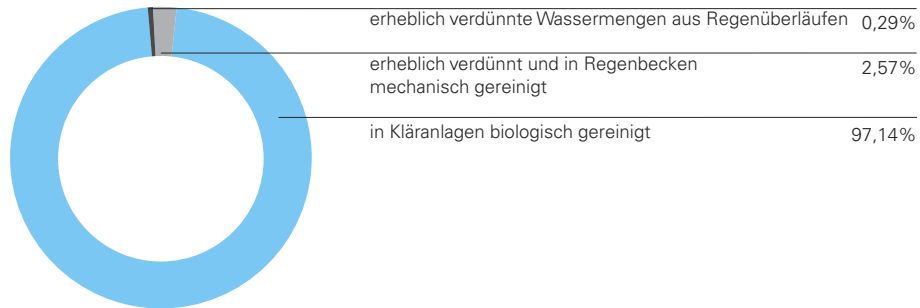 erheblich verdünnte Wassermengen aus Regenüberläufen 0,29%
erheblich verdünnt und in Regenbecken 2,57%
mechanisch gereinigt
in Kläranlagen biologisch gereinigt 97,14%